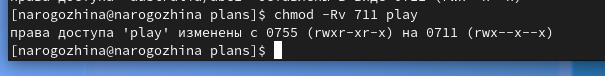 [narogozhina@narogozhina plans]$ chmod -Rv 711 play
права доступа 'play' изменены с 0755 (rwxr-xr-x) на 0711 (rwx--x--x)
[narogozhina@narogozhina plans]$